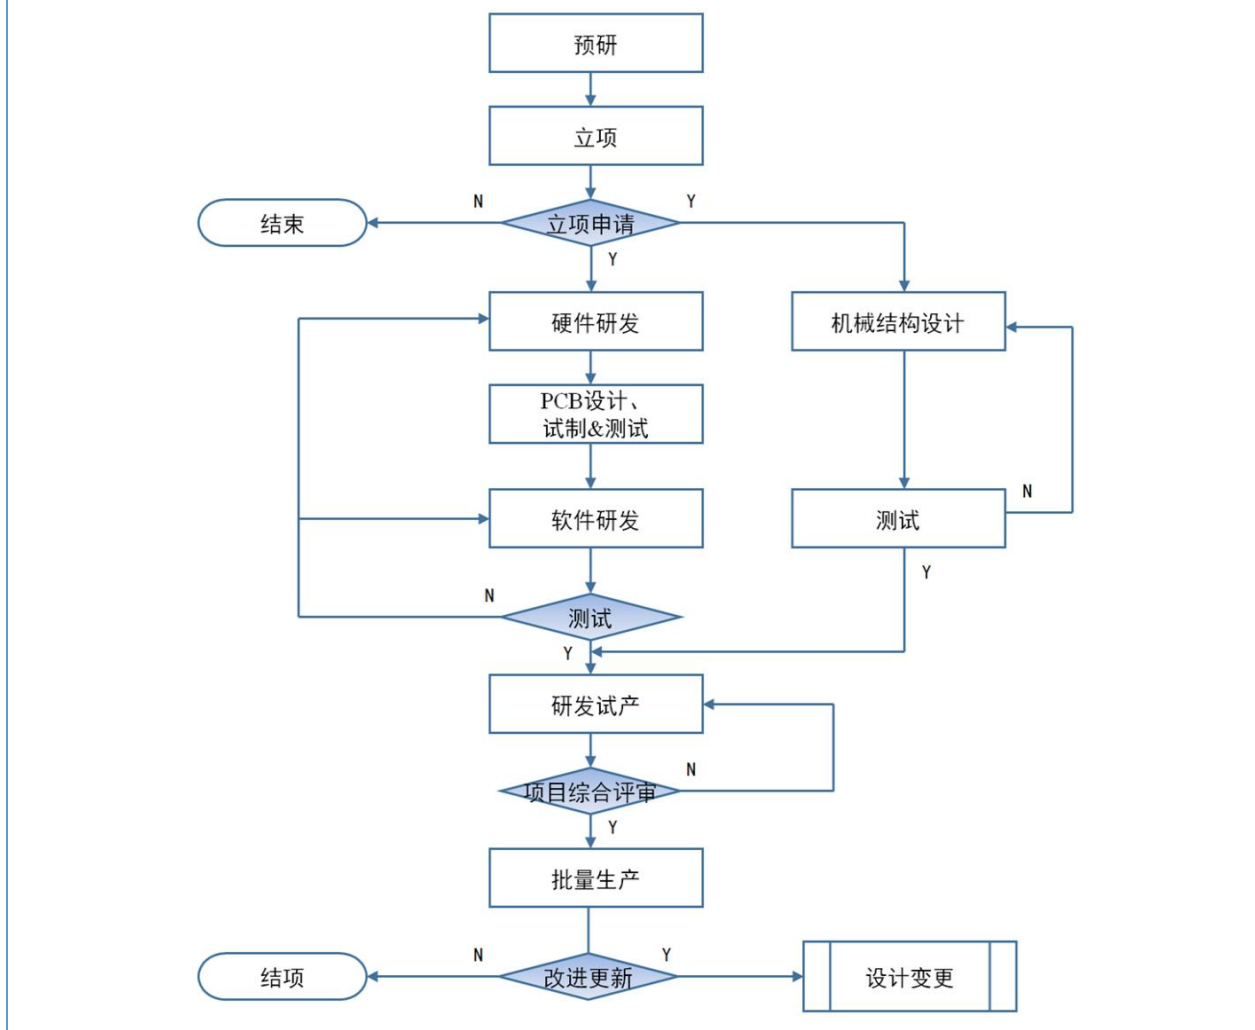 预研
立项
N
Y
结束
立项申请
Y
硬件研发
机械结构设计
PCB设计、
试制&测试
N
软件研发
测试
Y
N
测试
Y
研发试产
N
项目综合评审
Y
批量生产
N
Y
结项
改进更新
设计变更